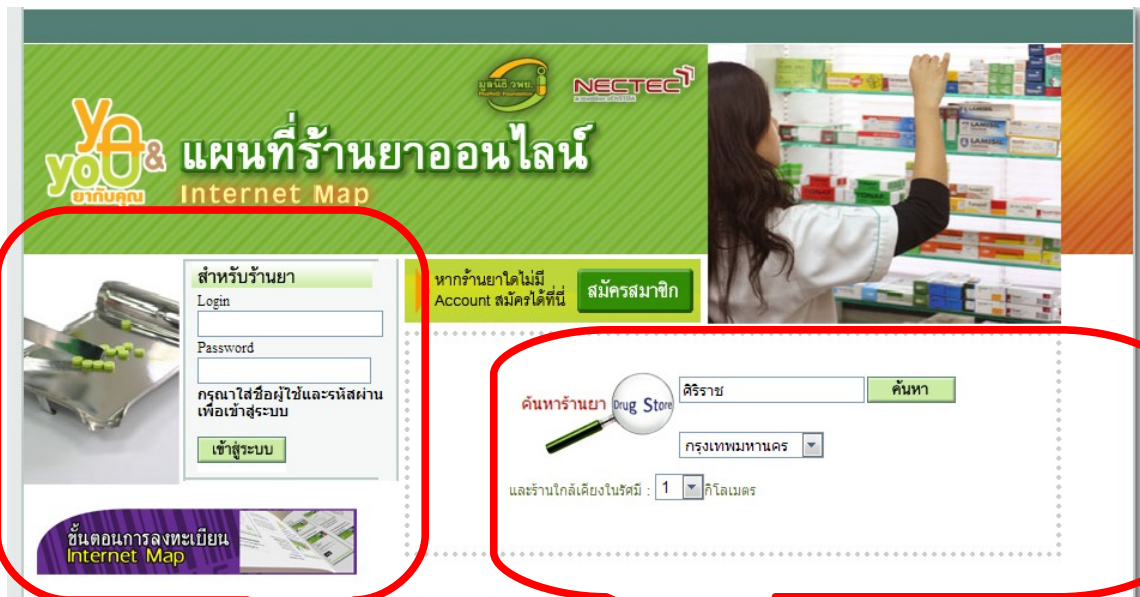 มูลนิธิ วพย.
NECTEC
a member of NSTDA
ya & you
ยากับคุณ
แผนที่ร้านยาออนไลน์
Internet Map
สำหรับร้านยา
Login
Password
กรุณาใส่ชื่อผู้ใช้และรหัสผ่าน
เพื่อเข้าสู่ระบบ
เข้าสู่ระบบ
หากร้านยาใดไม่มี
Account สมัครได้ที่นี่
สมัครสมาชิก
ค้นหาร้านยา Drug Store
ศิริราช
ค้นหา
กรุงเทพมหานคร
และร้านใกล้เคียงในรัศมี : 1 กิโลเมตร
ขั้นตอนการลงทะเบียน
Internet Map
LAMISIL